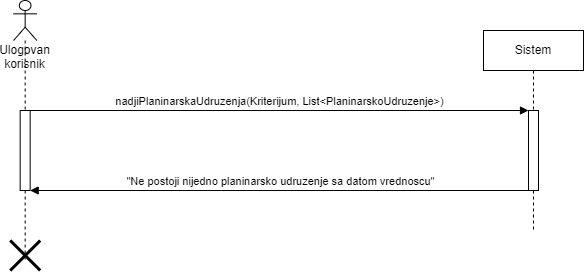 Ulogovan
korisnik
Sistem
nadjiPlaninarskaUdruzenja(Kriterijum, List<PlaninarskoUdruzenje>)
"Ne postoji nijedno planinarsko udruzenje sa datom vrednoscu"